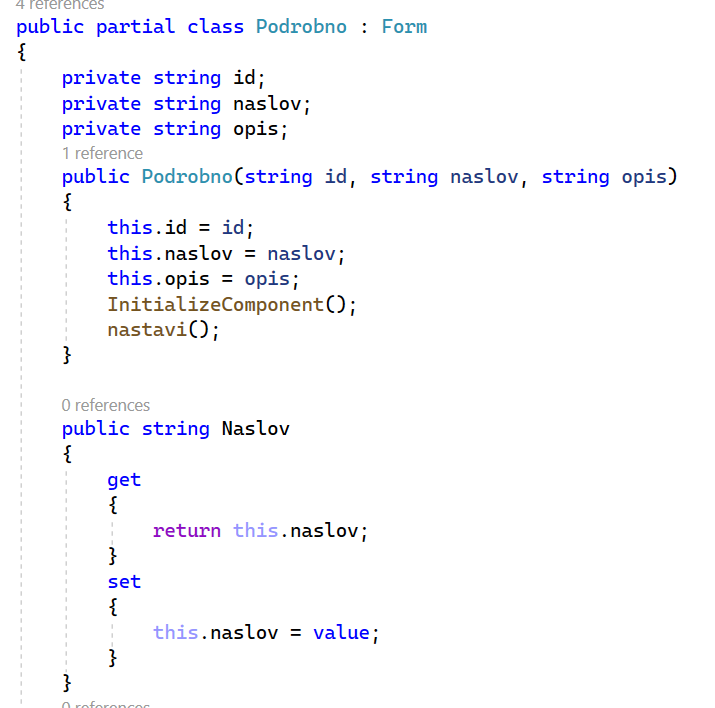 4 references
public partial class Podrobno : Form
{
    private string id;
    private string naslov;
    private string opis;
    1 reference
    public Podrobno(string id, string naslov, string opis)
    {
        this.id = id;
        this.naslov = naslov;
        this.opis = opis;
        InitializeComponent();
        nastavi();
    }
    0 references
    public string Naslov
    {
        get
        {
            return this.naslov;
        }
        set
        {
            this.naslov = value;
        }
    }
    0 references